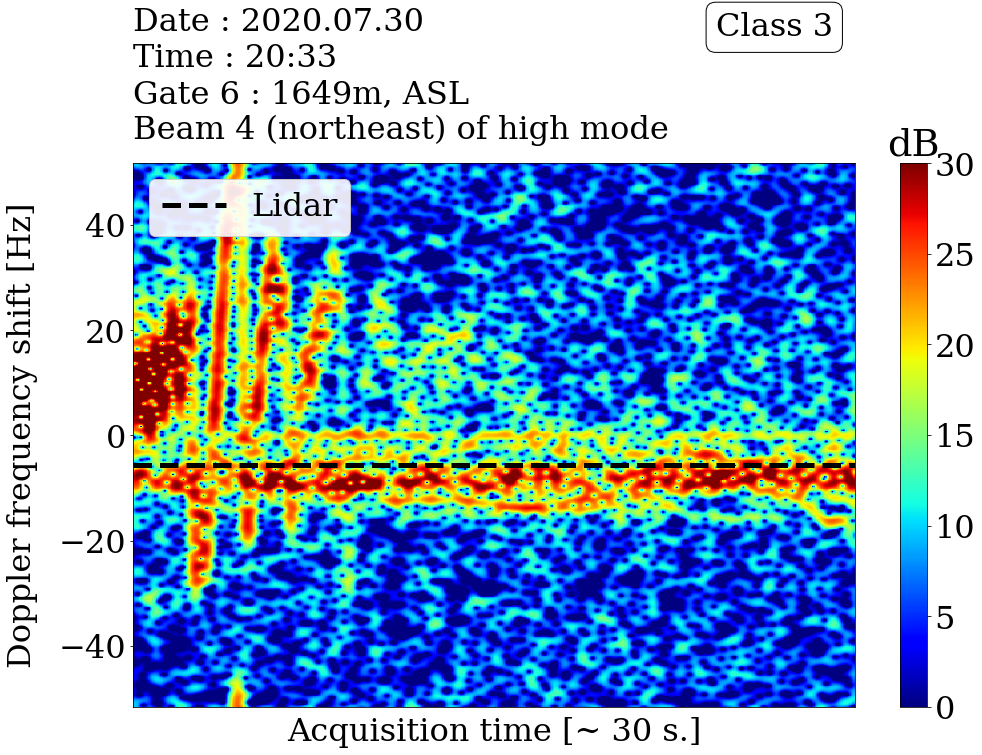 Date : 2020.07.30
Time : 20:33
Gate 6 : 1649m, ASL
Beam 4 (northeast) of high mode
Class 3
dB
Lidar
Doppler frequency shift [Hz]
40
20
0
−20
−40
Acquisition time [~ 30 s.]
30
25
20
15
10
5
0